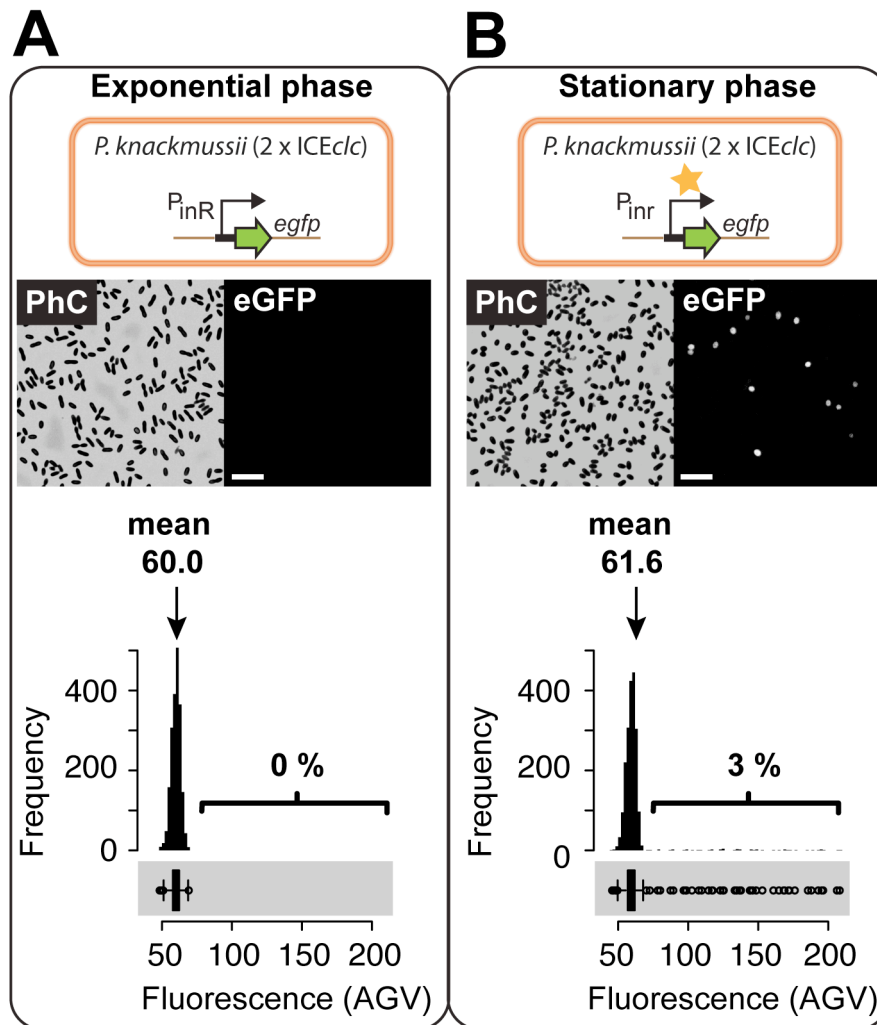 A
Exponential phase
P. knackmussii (2 x ICEclc)
PinR
egfp
PhC
eGFP
mean
60.0
Frequency
400
200
0
0 %
50
100
150
200
Fluorescence (AGV)
B
Stationary phase
P. knackmussii (2 x ICEclc)
Pinr
egfp
PhC
eGFP
mean
61.6
Frequency
400
200
0
3 %
50
100
150
200
Fluorescence (AGV)